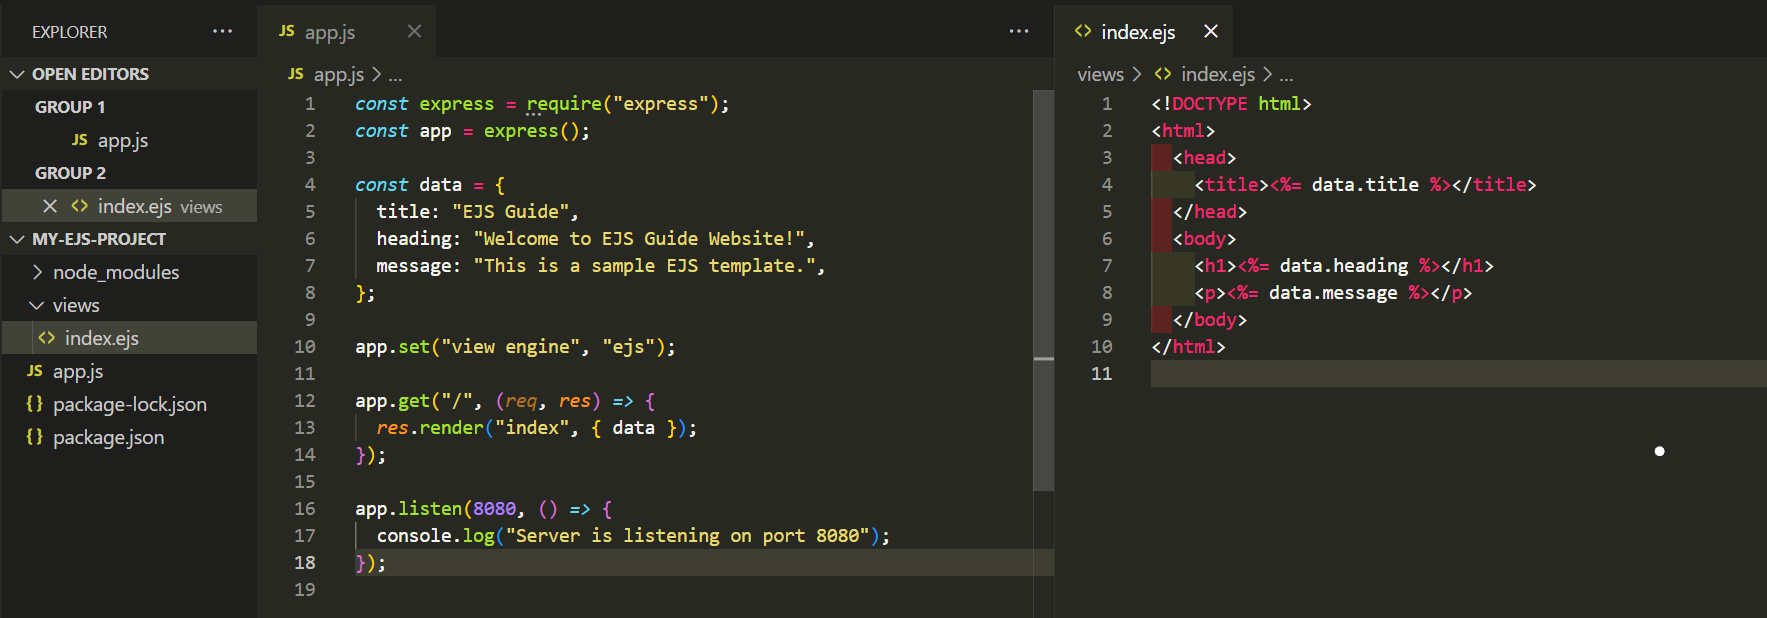 EXPLORER ...
OPEN EDITORS
GROUP 1
JS app.js
GROUP 2
index.ejs views
MY-EJS-PROJECT
node_modules
views
index.ejs
JS app.js
{} package-lock.json
{} package.json
JS app.js
JS app.js > ...
1 const express = require("express");
2 const app = express();
3
4 const data = {
5   title: "EJS Guide",
6   heading: "Welcome to EJS Guide Website!",
7   message: "This is a sample EJS template.",
8 };
9
10 app.set("view engine", "ejs");
11
12 app.get("/", (req, res) => {
13   res.render("index", { data });
14 });
15
16 app.listen(8080, () => {
17   console.log("Server is listening on port 8080");
18 });
19
<> index.ejs
views > <> index.ejs > ...
1 <!DOCTYPE html>
2 <html>
3   <head>
4     <title><%= data.title %></title>
5   </head>
6   <body>
7     <h1><%= data.heading %></h1>
8     <p><%= data.message %></p>
9   </body>
10 </html>
11